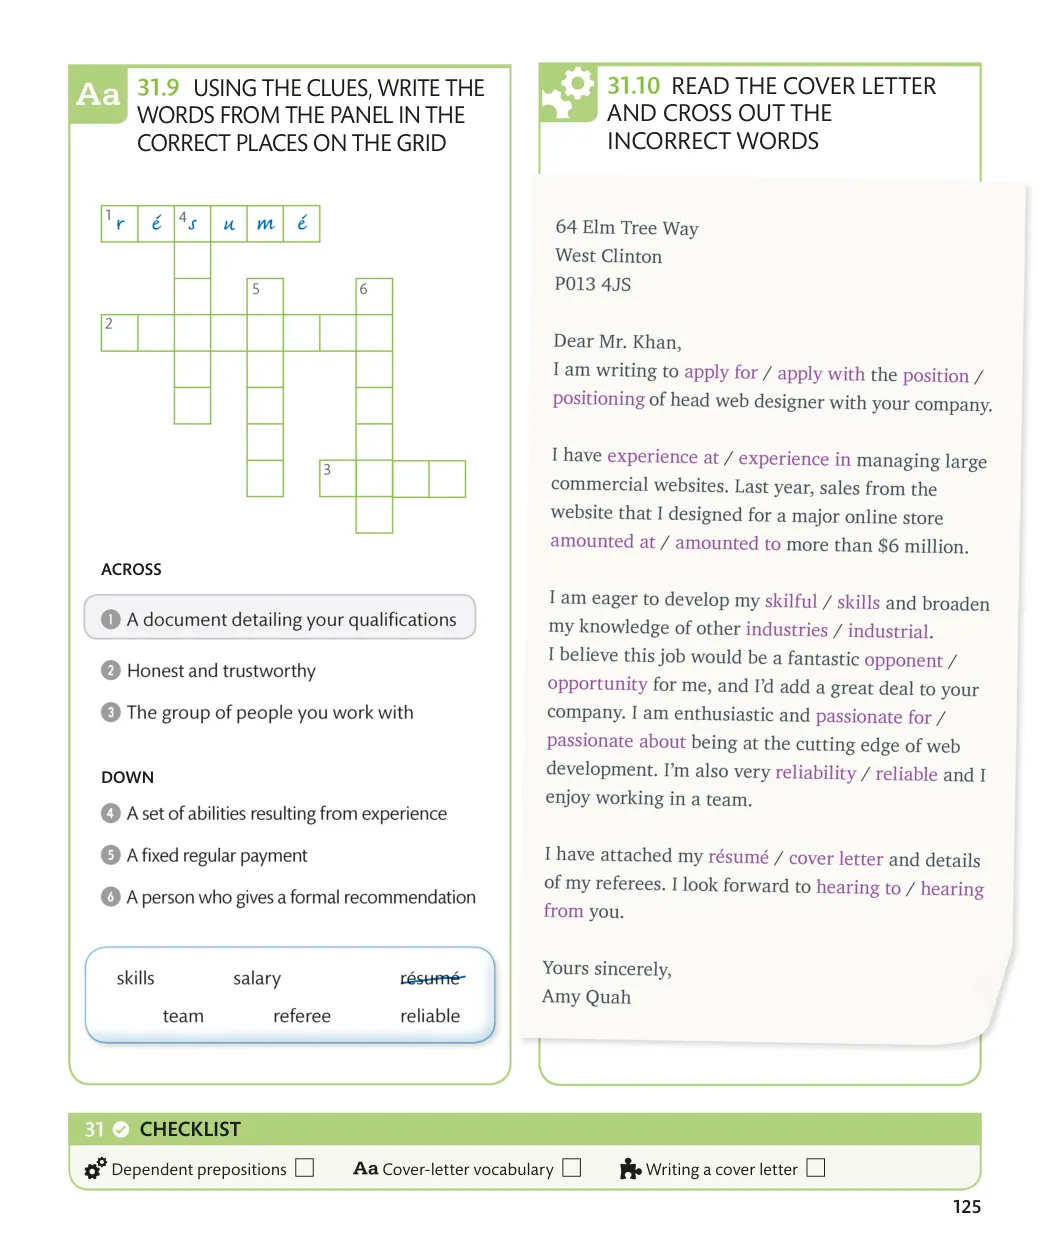 Aa
31.9 USING THE CLUES, WRITE THE
WORDS FROM THE PANEL IN THE
CORRECT PLACES ON THE GRID
1 r é 4 s u m é
5 6
2
3
ACROSS
1 A document detailing your qualifications
2 Honest and trustworthy
3 The group of people you work with
DOWN
4 A set of abilities resulting from experience
5 A fixed regular payment
6 A person who gives a formal recommendation
skills salary résumé
team referee reliable
31.10 READ THE COVER LETTER
AND CROSS OUT THE
INCORRECT WORDS
64 Elm Tree Way
West Clinton
P013 4JS
Dear Mr. Khan,
I am writing to apply for / apply with the position /
positioning of head web designer with your company.
I have experience at / experience in managing large
commercial websites. Last year, sales from the
website that I designed for a major online store
amounted at / amounted to more than $6 million.
I am eager to develop my skilful / skills and broaden
my knowledge of other industries / industrial.
I believe this job would be a fantastic opponent /
opportunity for me, and I’d add a great deal to your
company. I am enthusiastic and passionate for /
passionate about being at the cutting edge of web
development. I’m also very reliability / reliable and I
enjoy working in a team.
I have attached my résumé / cover letter and details
of my referees. I look forward to hearing to / hearing
from you.
Yours sincerely,
Amy Quah
31 CHECKLIST
Dependent prepositions Aa Cover-letter vocabulary Writing a cover letter
125